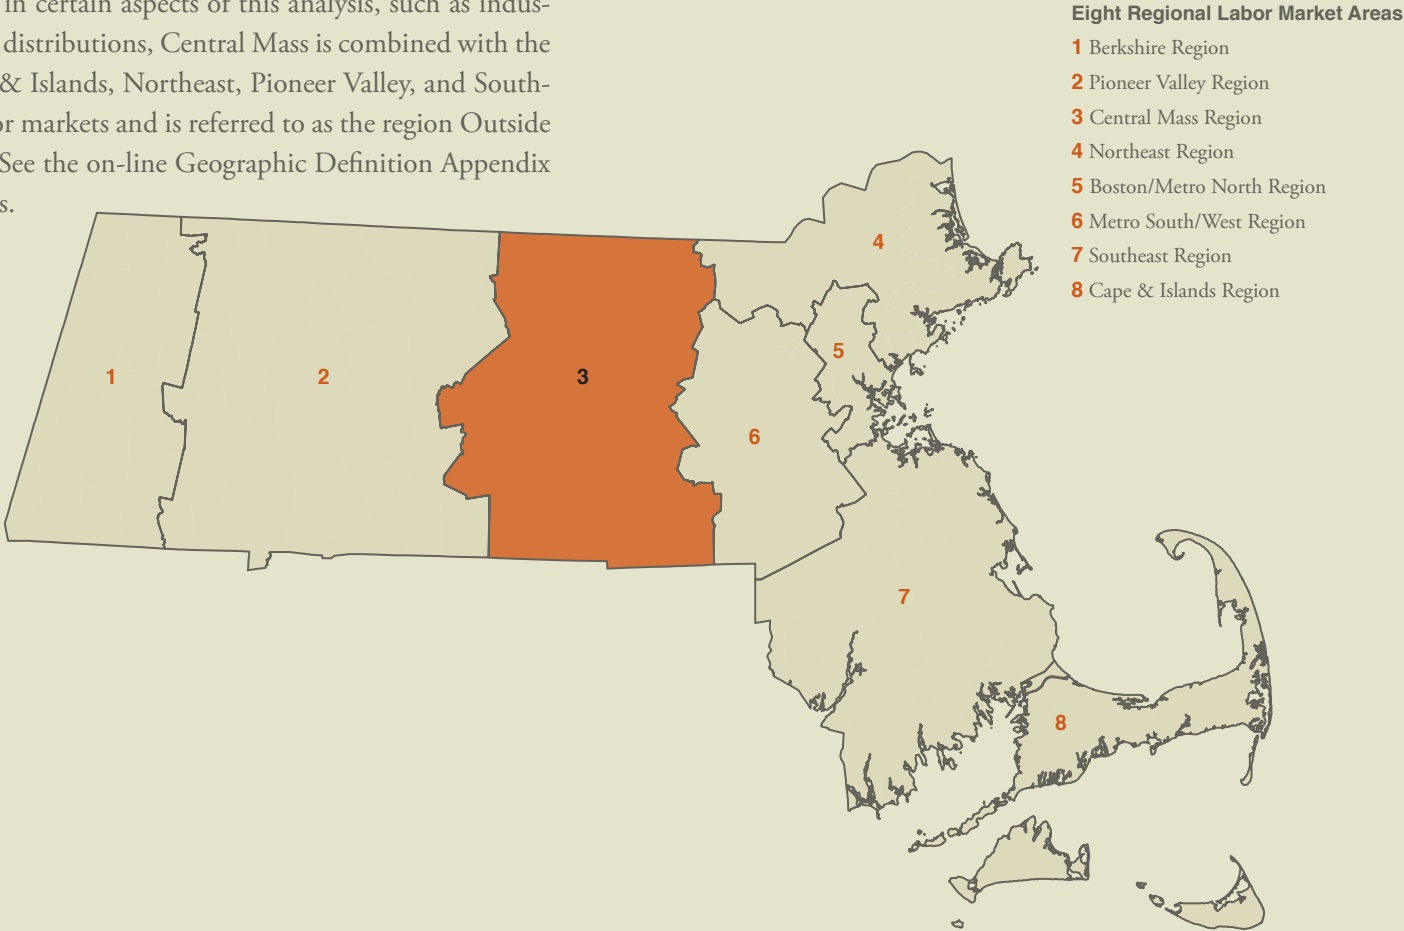 in certain aspects of this analysis, such as indus-
distributions, Central Mass is combined with the
& Islands, Northeast, Pioneer Valley, and South-
or markets and is referred to as the region Outside
See the on-line Geographic Definition Appendix
s.
Eight Regional Labor Market Areas
1 Berkshire Region
2 Pioneer Valley Region
3 Central Mass Region
4 Northeast Region
5 Boston/Metro North Region
6 Metro South/West Region
7 Southeast Region
8 Cape & Islands Region
4
5
1
2
3
6
7
8